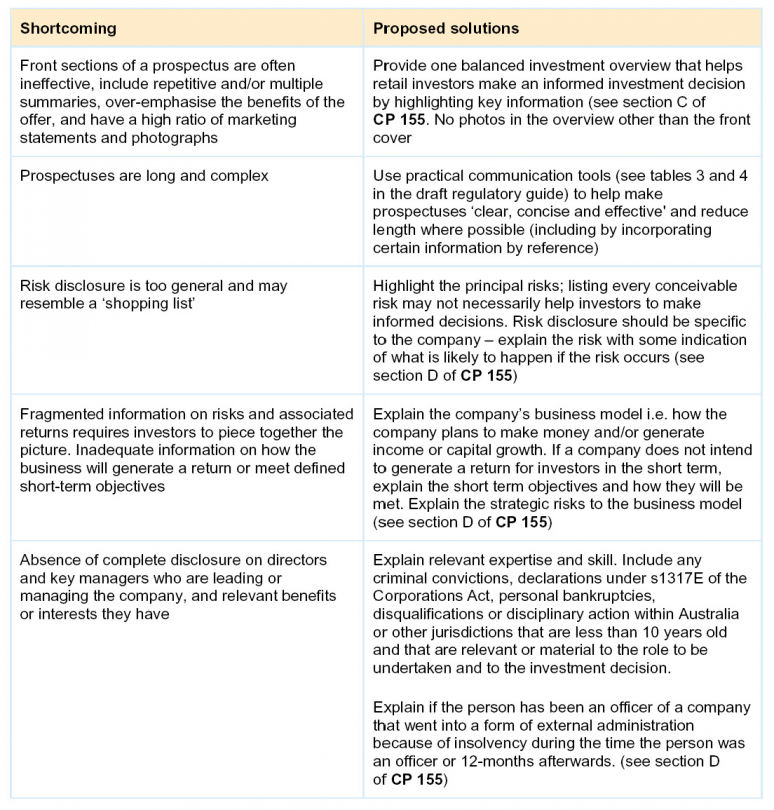 Shortcoming
Proposed solutions
Front sections of a prospectus are often
ineffective, include repetitive and/or multiple
summaries, over-emphasise the benefits of the
offer, and have a high ratio of marketing
statements and photographs
Provide one balanced investment overview that helps
retail investors make an informed investment decision
by highlighting key information (see section C of
CP 155. No photos in the overview other than the front
cover
Prospectuses are long and complex
Use practical communication tools (see tables 3 and 4
in the draft regulatory guide) to help make
prospectuses ‘clear, concise and effective' and reduce
length where possible (including by incorporating
certain information by reference)
Risk disclosure is too general and may
resemble a ‘shopping list’
Highlight the principal risks; listing every conceivable
risk may not necessarily help investors to make
informed decisions. Risk disclosure should be specific
to the company – explain the risk with some indication
of what is likely to happen if the risk occurs (see
section D of CP 155)
Fragmented information on risks and associated
returns requires investors to piece together the
picture. Inadequate information on how the
business will generate a return or meet defined
short-term objectives
Explain the company’s business model i.e. how the
company plans to make money and/or generate
income or capital growth. If a company does not intend
to generate a return for investors in the short term,
explain the short term objectives and how they will be
met. Explain the strategic risks to the business model
(see section D of CP 155)
Absence of complete disclosure on directors
and key managers who are leading or
managing the company, and relevant benefits
or interests they have
Explain relevant expertise and skill. Include any
criminal convictions, declarations under s1317E of the
Corporations Act, personal bankruptcies,
disqualifications or disciplinary action within Australia
or other jurisdictions that are less than 10 years old
and that are relevant or material to the role to be
undertaken and to the investment decision.
Explain if the person has been an officer of a company
that went into a form of external administration
because of insolvency during the time the person was
an officer or 12-months afterwards. (see section D
of CP 155)